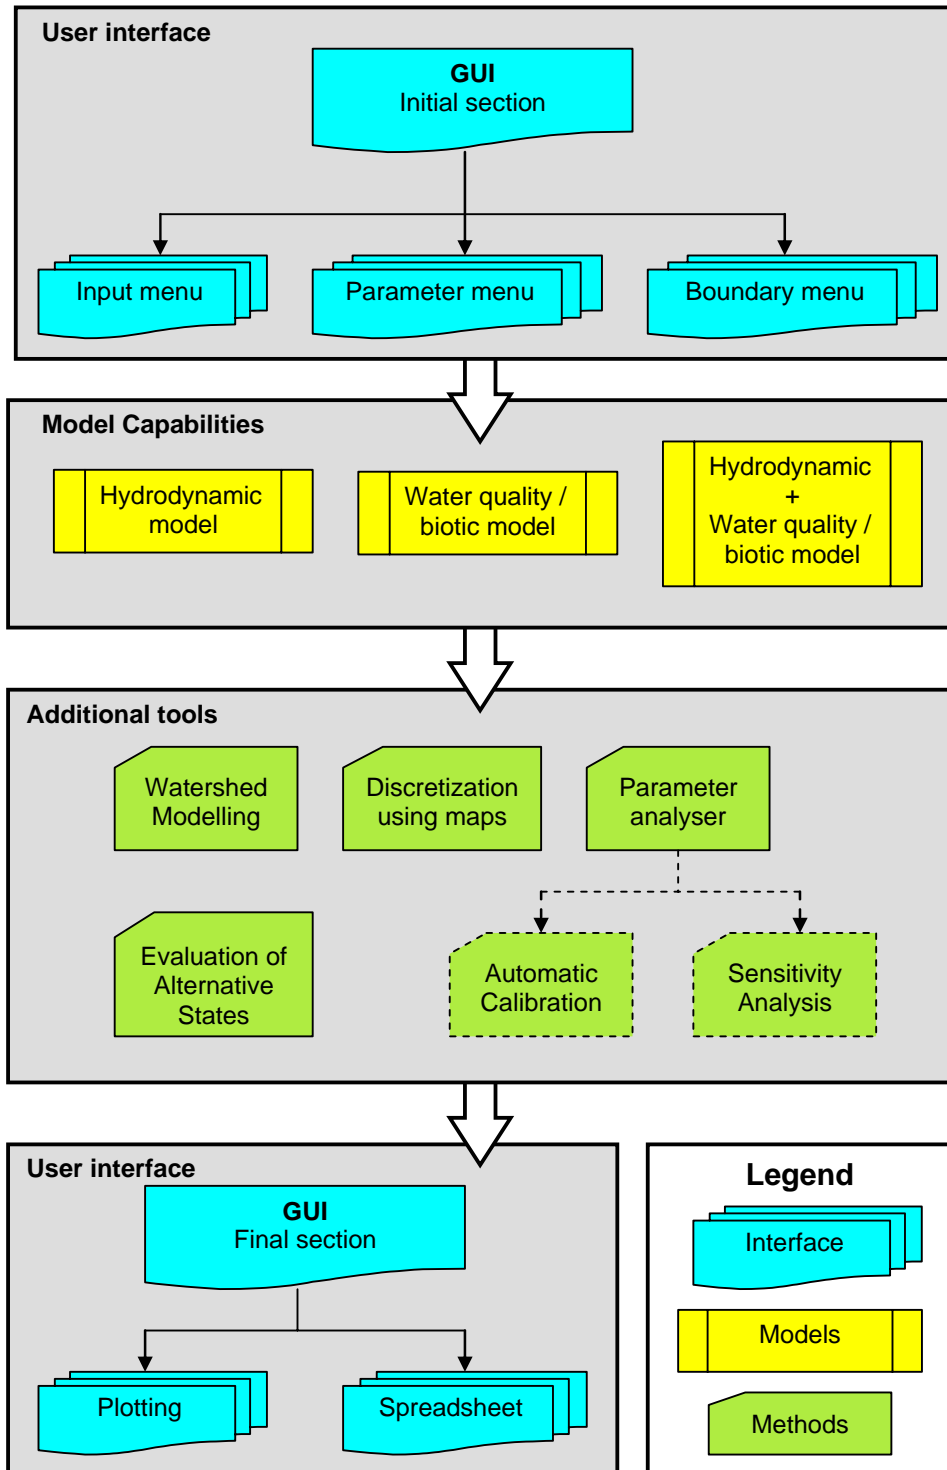 User interface
GUI
Initial section
Input menu
Parameter menu
Boundary menu
Model Capabilities
Hydrodynamic
model
Water quality /
biotic model
Hydrodynamic
+
Water quality /
biotic model
Additional tools
Watershed
Modelling
Discretization
using maps
Parameter
analyser
Evaluation of
Alternative
States
Automatic
Calibration
Sensitivity
Analysis
User interface
GUI
Final section
Plotting
Spreadsheet
Legend
Interface
Models
Methods